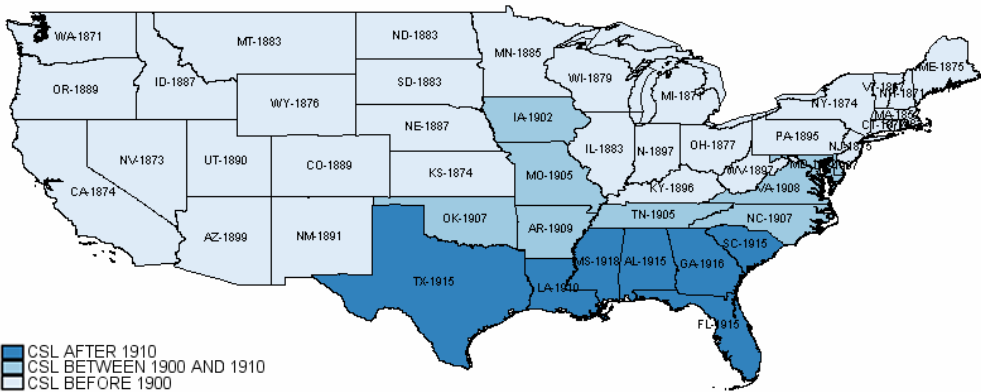 WA-1871
MT-1883
ND-1883
MN-1885
ME-1875
OR-1889
ID-1887
SD-1883
WI-1879
NY-1874
WY-1876
IA-1902
NE-1887
PA-1895
NV-1873
UT-1890
CO-1889
IL-1883
OH-1877
KS-1874
MO-1905
WV-1897
CA-1874
KY-1896
VA-1908
AZ-1899
NM-1891
OK-1907
AR-1909
TN-1905
NC-1907
SC-1915
TX-1915
LA-1910
MS-1918
AL-1915
GA-1916
FL-1915
CSL AFTER 1910
CSL BETWEEN 1900 AND 1910
CSL BEFORE 1900